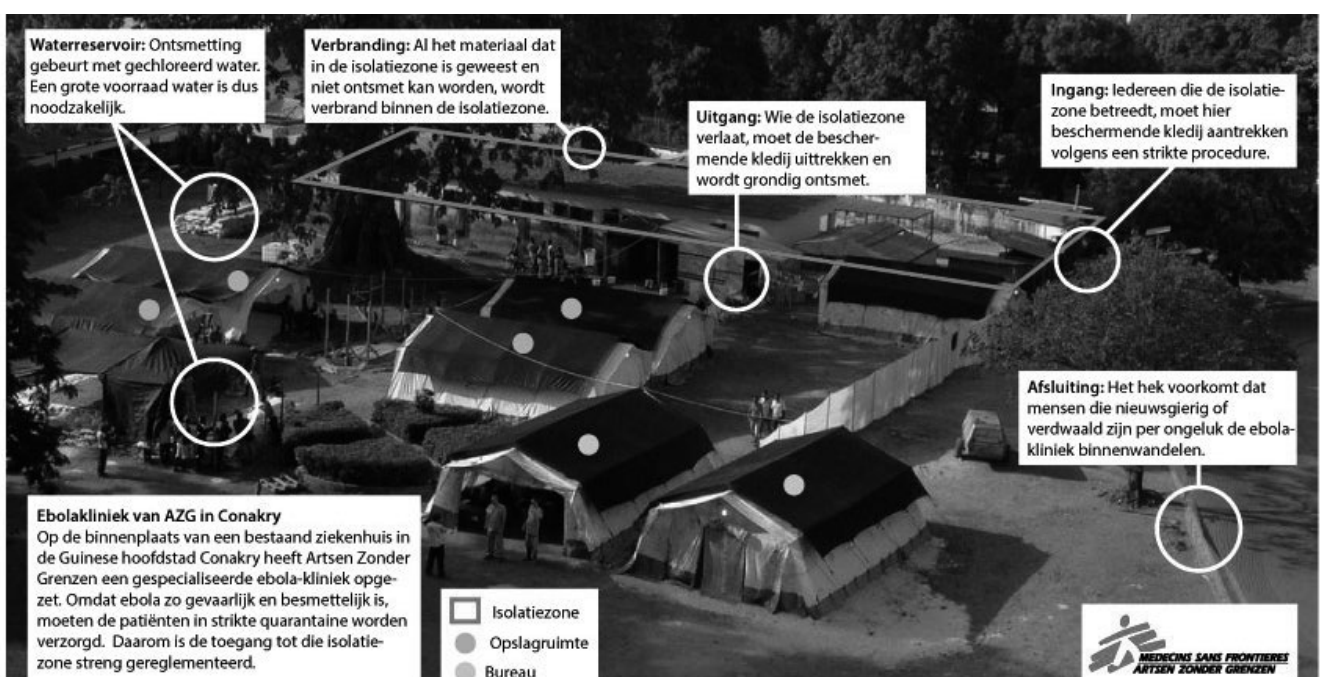 Waterreservoir: Ontsmetting
gebeurt met gechloreerd water.
Een grote voorraad water is dus
noodzakelijk.
Verbranding: Al het materiaal dat
in de isolatiezone is geweest en
niet ontsmet kan worden, wordt
verbrand binnen de isolatiezone.
Uitgang: Wie de isolatiezone
verlaat, moet de bescher-
mende kledij uittrekken en
wordt grondig ontsmet.
Ingang: Iedereen die de isolatie-
zone betreedt, moet hier
beschermende kledij aantrekken
volgens een strikte procedure.
Afsluiting: Het hek voorkomt dat
mensen die nieuwsgierig of
verdwaald zijn per ongeluk de ebola-
kliniek binnenwandelen.
Ebolakliniek van AZG in Conakry
Op de binnenplaats van een bestaand ziekenhuis in
de Guinese hoofdstad Conakry heeft Artsen Zonder
Grenzen een gespecialiseerde ebola-kliniek opge-
zet. Omdat ebola zo gevaarlijk en besmettelijk is,
moeten de patiënten in strikte quarantaine worden
verzorgd. Daarom is de toegang tot die isolatie-
zone streng gereglementeerd.
Isolatiezone
Opslagruimte
Bureau
MEDECINS SANS FRONTIERES
ARTSEN ZONDER GRENZEN